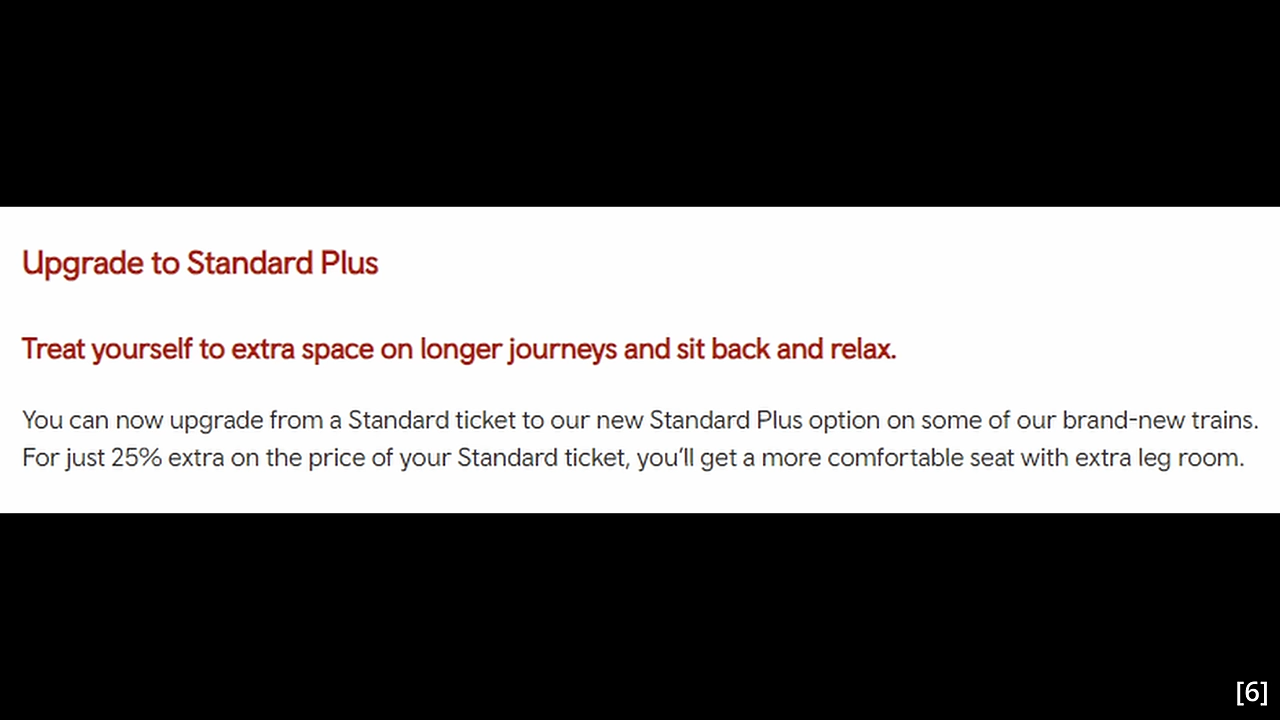 Upgrade to Standard Plus
Treat yourself to extra space on longer journeys and sit back and relax.
You can now upgrade from a Standard ticket to our new Standard Plus option on some of our brand-new trains.
For just 25% extra on the price of your Standard ticket, you'll get a more comfortable seat with extra leg room.
[6]